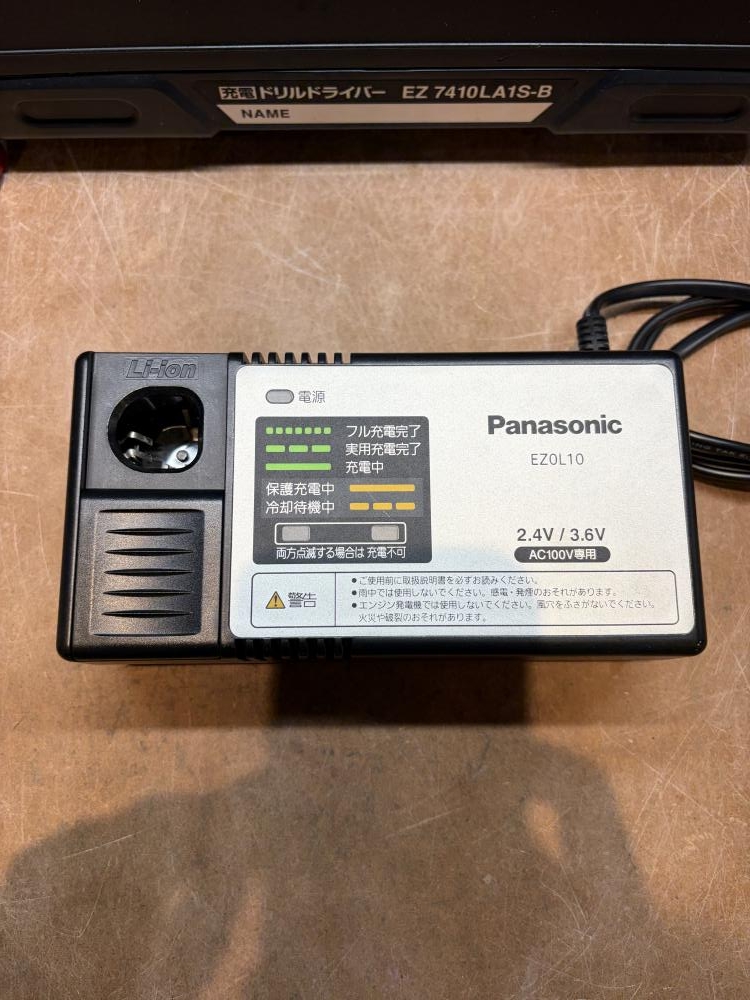 充電ドリルドライバー EZ 7410LA1S-B
NAME
Li-ion
電源
Panasonic
EZ0L10
フル充電完了
実用充電完了
充電中
保護充電中
冷却待機中
両方点滅する場合は 充電不可
2.4V / 3.6V
AC100V専用
警告
●ご使用前に取扱説明書を必ずお読みください。
●雨中では使用しないでください。感電・発煙のおそれがあります。
●エンジン発電機では使用しないでください。風穴をふさがないでください。
火災や破裂のおそれがあります。